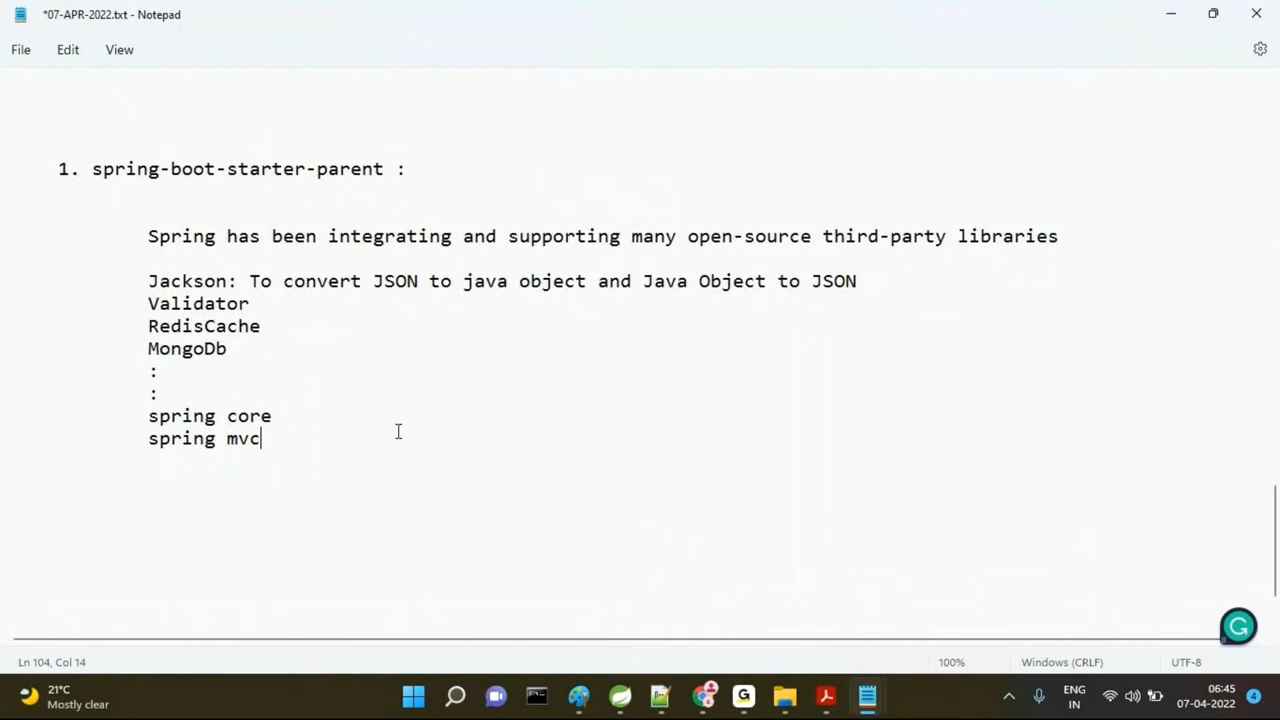 *07-APR-2022.txt - Notepad
File Edit View
1. spring-boot-starter-parent :
Spring has been integrating and supporting many open-source third-party libraries
Jackson: To convert JSON to java object and Java Object to JSON
Validator
RedisCache
MongoDb
:
:
spring core
spring mvc
Ln 104, Col 14 100% Windows (CRLF) UTF-8
21°C
Mostly clear
ENG
IN
06:45
07-04-2022
4